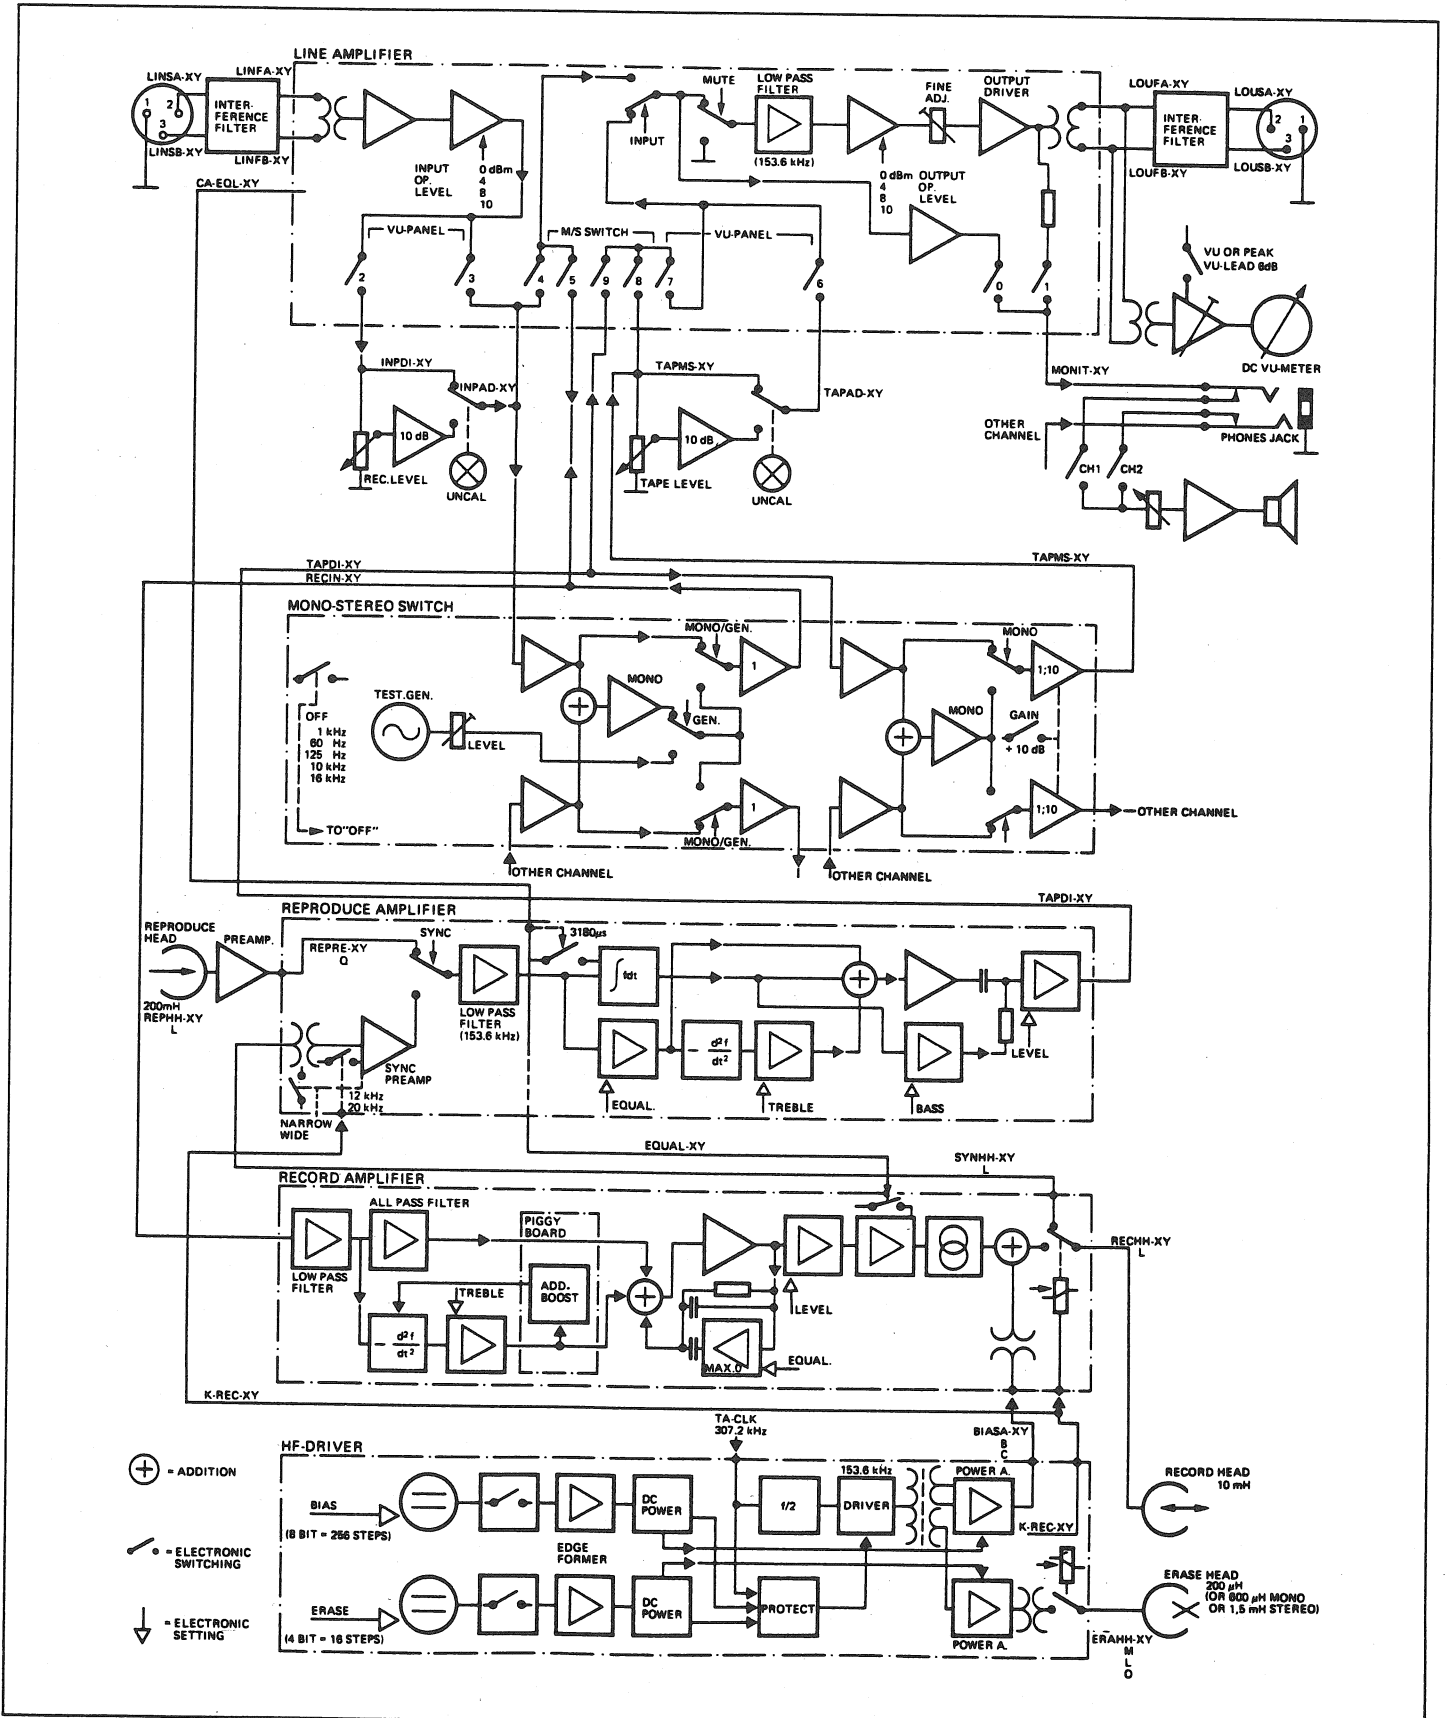 LINE AMPLIFIER
LINSA-XY
LINFA-XY
1
2
3
INTER-
FERENCE
FILTER
LINSB-XY
LINFB-XY
CA-EQL-XY
INPUT
OP.
LEVEL
0 dBm
4
8
10
INPUT
MUTE
LOW PASS
FILTER
(153.6 kHz)
FINE
ADJ.
OUTPUT
DRIVER
0 dBm
4
8
10
OUTPUT
OP.
LEVEL
LOUFA-XY
LOUSA-XY
INTER-
FERENCE
FILTER
2
1
3
LOUFB-XY
LOUSB-XY
VU-PANEL
M/S SWITCH
VU-PANEL
2
3
4
5
9
8
7
6
0
1
VU OR PEAK
VU-LEAD 6dB
DC VU-METER
INPDI-XY
INPAD-XY
10 dB
REC.LEVEL
UNCAL
TAPMS-XY
TAPAD-XY
10 dB
TAPE LEVEL
UNCAL
MONIT-XY
OTHER
CHANNEL
PHONES JACK
CH1
CH2
TAPDI-XY
RECIN-XY
TAPMS-XY
MONO-STEREO SWITCH
OFF
1 kHz
60 Hz
125 Hz
10 kHz
16 kHz
TO"OFF"
TEST.GEN.
LEVEL
MONO
MONO/GEN.
1
GEN.
MONO/GEN.
1
OTHER CHANNEL
MONO
1;10
MONO
GAIN
+ 10 dB
1;10
OTHER CHANNEL
OTHER CHANNEL
TAPDI-XY
REPRODUCE AMPLIFIER
REPRODUCE
HEAD
PREAMP.
200mH
REPHH-XY
L
REPRE-XY
Q
SYNC
LOW PASS
FILTER
(153.6 kHz)
3180µs
∫fdt
SYNC
PREAMP
12 kHz
20 kHz
NARROW
WIDE
EQUAL.
- d²f
dt²
TREBLE
BASS
LEVEL
EQUAL-XY
SYNHH-XY
L
RECORD AMPLIFIER
ALL PASS FILTER
LOW PASS
FILTER
PIGGY
BOARD
ADD.
BOOST
TREBLE
- d²f
dt²
LEVEL
MAX.0
EQUAL.
RECHH-XY
L
K-REC-XY
TA-CLK
307.2 kHz
BIASA-XY
B
C
HF-DRIVER
= ADDITION
= ELECTRONIC
SWITCHING
= ELECTRONIC
SETTING
BIAS
(8 BIT = 256 STEPS)
EDGE
FORMER
DC
POWER
f/2
153.6 kHz
DRIVER
POWER A.
K-REC-XY
RECORD HEAD
10 mH
ERASE
(4 BIT = 16 STEPS)
DC
POWER
PROTECT
POWER A.
ERASE HEAD
200 µH
(OR 600 µH MONO
OR 1,5 mH STEREO)
ERAHH-XY
M
L
O